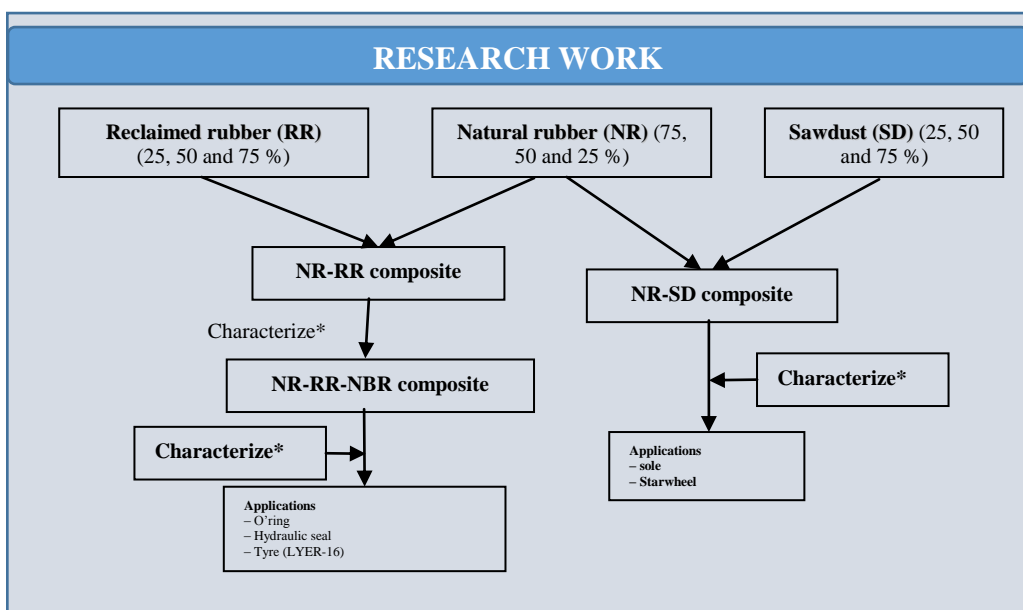 RESEARCH WORK
Reclaimed rubber (RR)
(25, 50 and 75 %)
Natural rubber (NR) (75,
50 and 25 %)
Sawdust (SD) (25, 50
and 75 %)
NR-RR composite
NR-SD composite
Characterize*
NR-RR-NBR composite
Characterize*
Characterize*
Applications
– sole
– Starwheel
Applications
– O’ring
– Hydraulic seal
– Tyre (LYER-16)